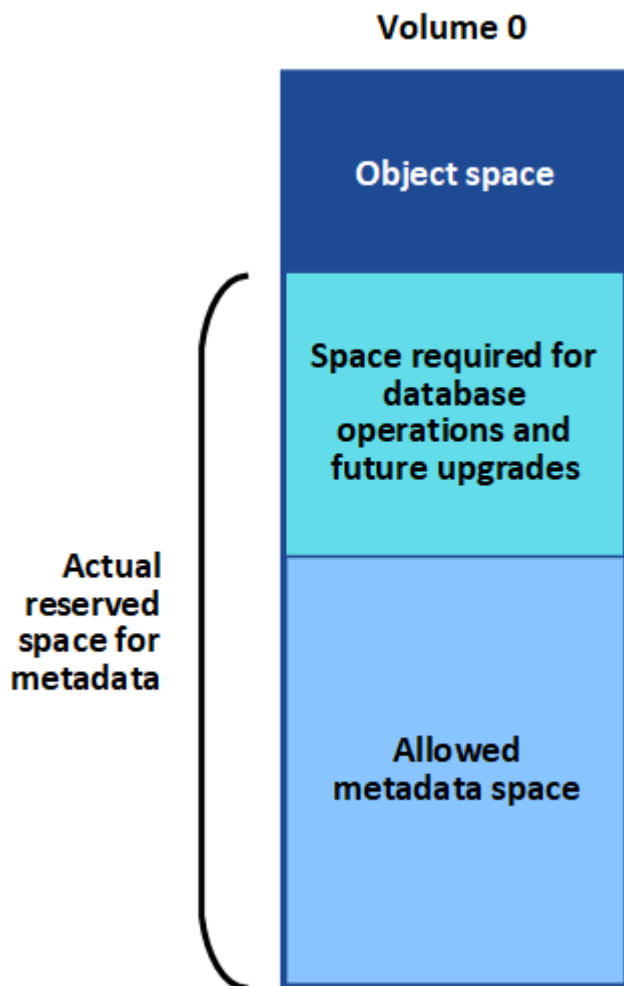 Volume 0
Object space
Space required for
database
operations and
future upgrades
Actual
reserved
space for
metadata
Allowed
metadata space